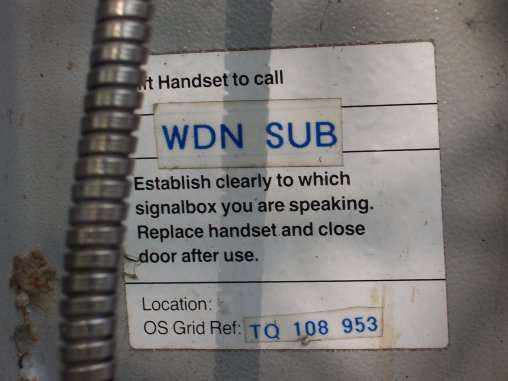 Handset to call
WDN SUB
Establish clearly to which
signalbox you are speaking.
Replace handset and close
door after use.
Location:
OS Grid Ref: TQ 108 953